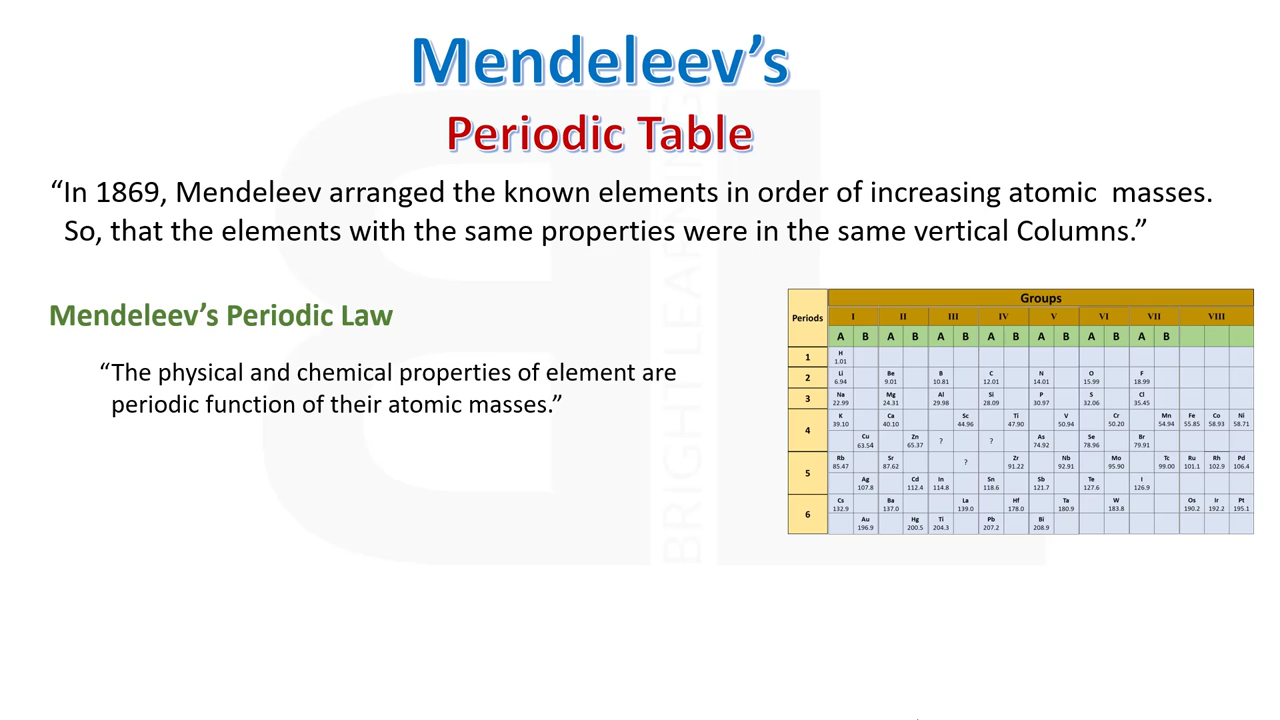 Mendeleev’s
Periodic Table
“In 1869, Mendeleev arranged the known elements in order of increasing atomic masses.
So, that the elements with the same properties were in the same vertical Columns.”
Mendeleev’s Periodic Law
“The physical and chemical properties of element are
periodic function of their atomic masses.”
BRIGHT LEARNING
Groups
Periods I II III IV V VI VII VIII
A B A B A B A B A B A B A B
1 H
1.01
2 Li Be B C N O F
6.94 9.01 10.81 12.01 14.01 15.99 18.99
3 Na Mg Al Si P S Cl
22.99 24.31 29.98 28.09 30.97 32.06 35.45
4 K Ca Sc Ti V Cr Mn Fe Co Ni
39.10 40.10 44.96 47.90 50.94 50.20 54.94 55.85 58.93 58.71
Cu Zn ? ? As Se Br
63.54 65.37 74.92 78.96 79.91
5 Rb Sr ? Zr Nb Mo Tc Ru Rh Pd
85.47 87.62 91.22 92.91 95.90 99.00 101.1 102.9 106.4
Ag Cd In Sn Sb Te I
107.8 112.4 114.8 118.6 121.7 127.6 126.9
6 Cs Ba La Hf Ta W Os Ir Pt
132.9 137.0 139.0 178.0 180.9 183.8 190.2 192.2 195.1
Au Hg Ti Pb Bi
196.9 200.5 204.3 207.2 208.9